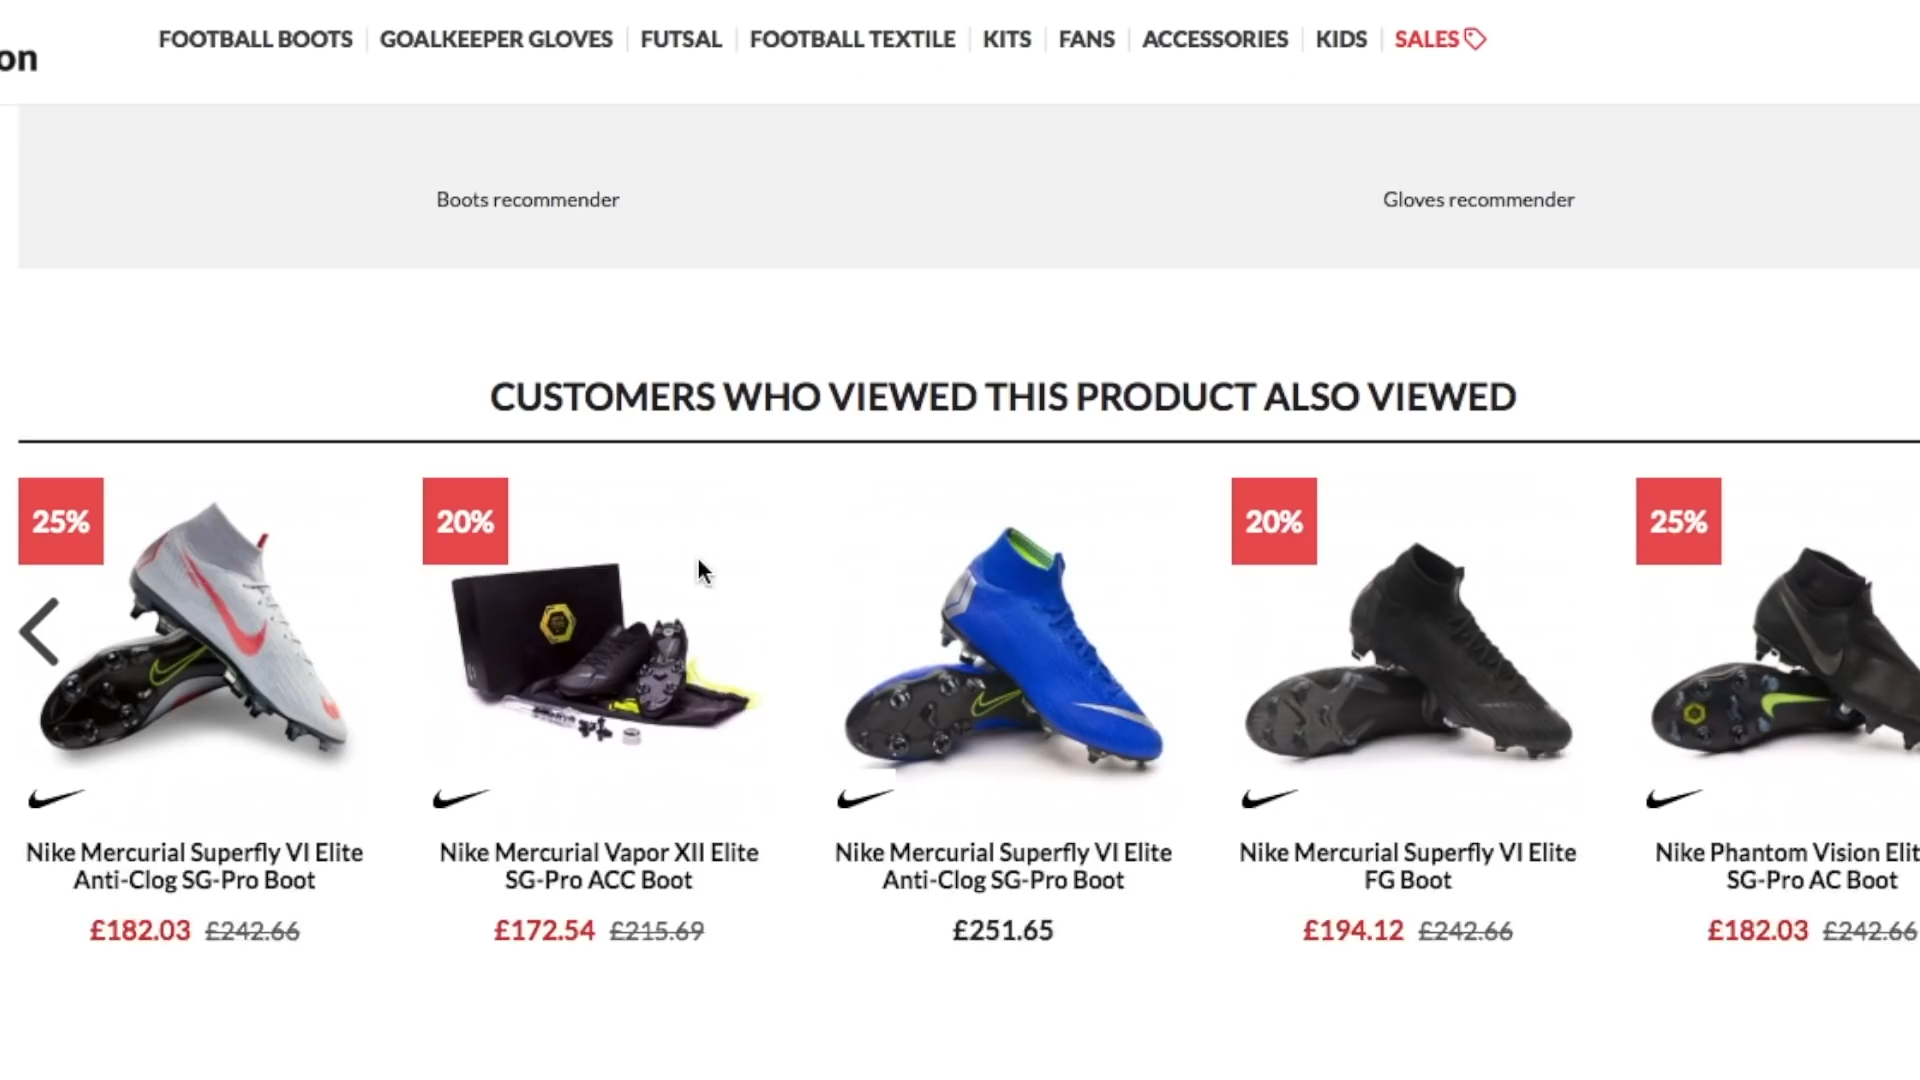 on
FOOTBALL BOOTS GOALKEEPER GLOVES FUTSAL FOOTBALL TEXTILE KITS FANS ACCESSORIES KIDS SALES
Boots recommender
Gloves recommender
CUSTOMERS WHO VIEWED THIS PRODUCT ALSO VIEWED
25%
20%
20%
25%
Nike Mercurial Superfly VI Elite
Anti-Clog SG-Pro Boot
£182.03 £242.66
Nike Mercurial Vapor XII Elite
SG-Pro ACC Boot
£172.54 £215.69
Nike Mercurial Superfly VI Elite
Anti-Clog SG-Pro Boot
£251.65
Nike Mercurial Superfly VI Elite
FG Boot
£194.12 £242.66
Nike Phantom Vision Elit
SG-Pro AC Boot
£182.03 £242.66